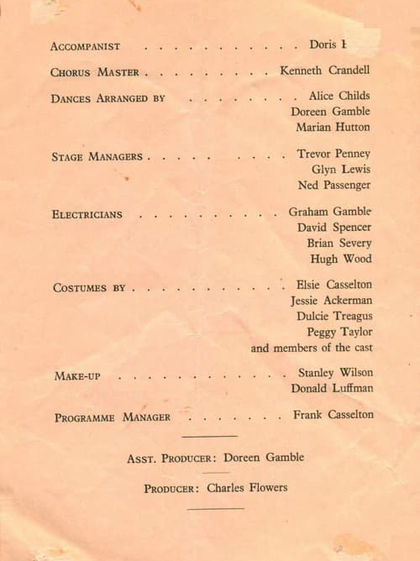 Accompanist . . . . . . . . . Doris
Chorus Master . . . . . . . . Kenneth Crandell
Dances Arranged by . . . . . . . . Alice Childs
Doreen Gamble
Marian Hutton
Stage Managers . . . . . . . . Trevor Penney
Glyn Lewis
Ned Passenger
Electricians . . . . . . . . . Graham Gamble
David Spencer
Brian Severy
Hugh Wood
Costumes by . . . . . . . . . Elsie Casselton
Jessie Ackerman
Dulcie Treagus
Peggy Taylor
and members of the cast
Make-up . . . . . . . . . . Stanley Wilson
Donald Luffman
Programme Manager . . . . . . . Frank Casselton
Asst. Producer: Doreen Gamble
Producer: Charles Flowers